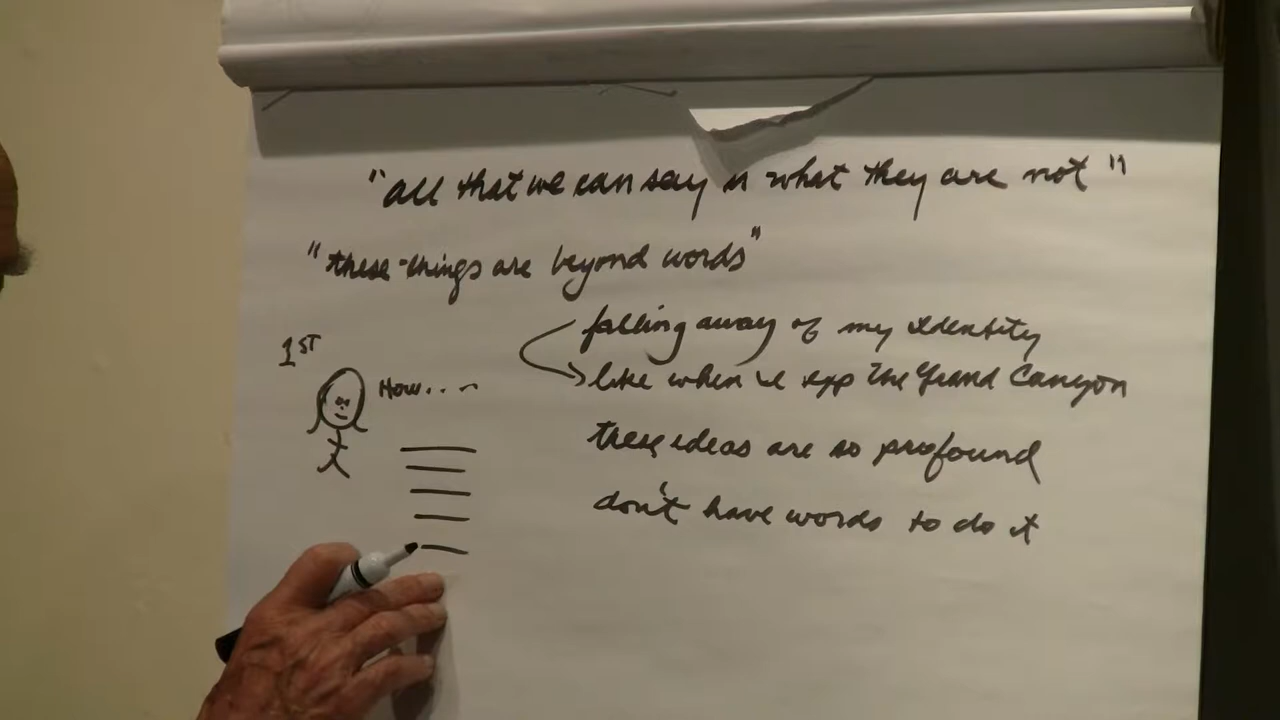 "all that we can say is what they are not"
"these things are beyond words"
falling away of my identity
like when we exp the Grand Canyon
these ideas are so profound
don't have words to do it
1ST
How....